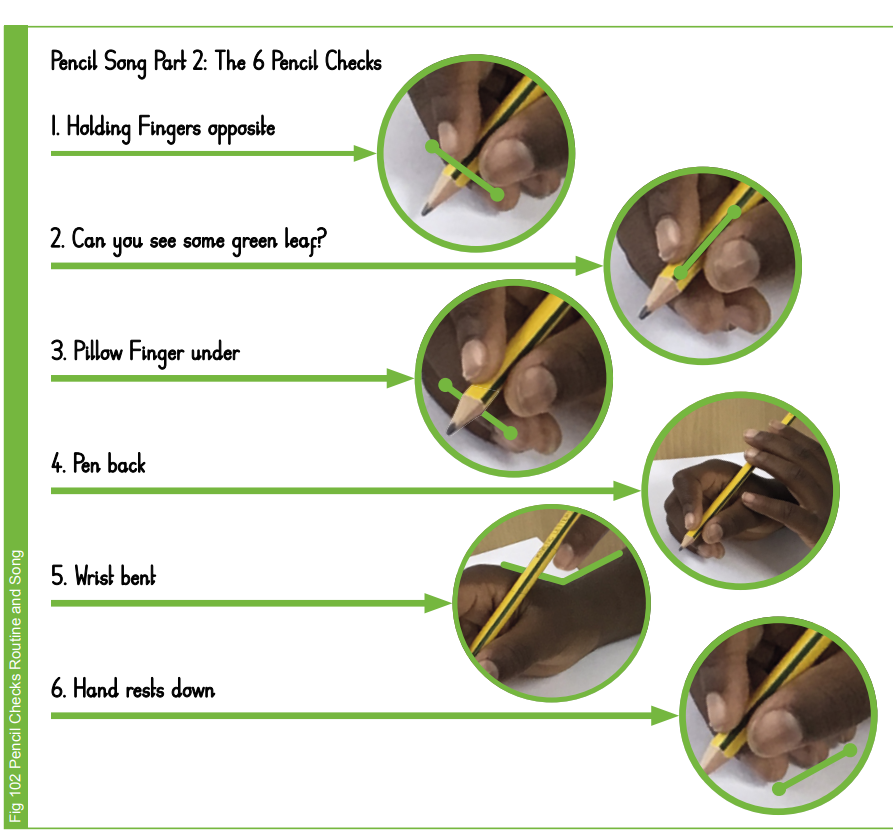 Pencil Song Part 2: The 6 Pencil Checks
1. Holding Fingers opposite
2. Can you see some green leaf?
3. Pillow Finger under
4. Pen back
5. Wrist bent
6. Hand rests down
Fig 102 Pencil Checks Routine and Song